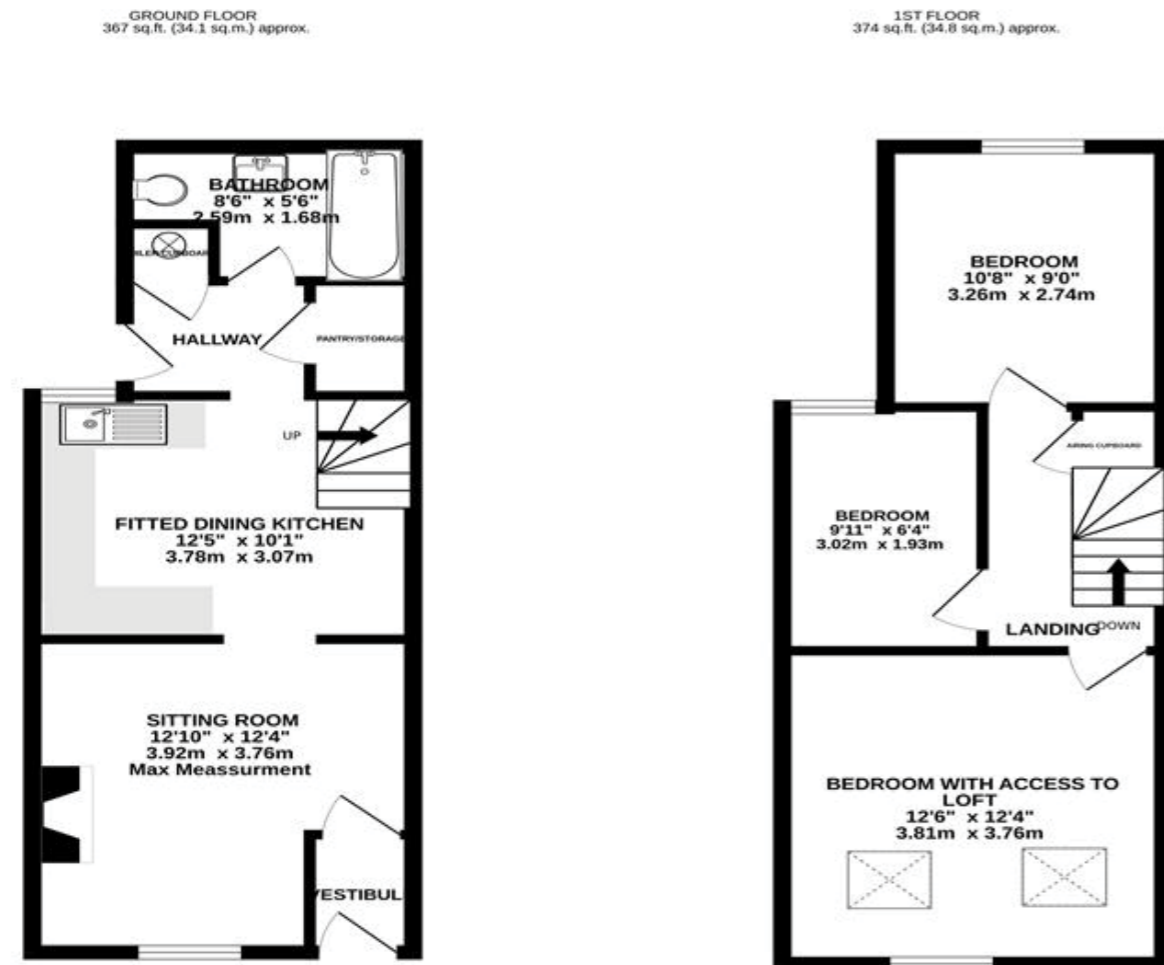 GROUND FLOOR
367 sq.ft. (34.1 sq.m.) approx.
BATHROOM
8'6" x 5'6"
2.59m x 1.68m
HALLWAY
PANTRY/STORAGE
UP
FITTED DINING KITCHEN
12'5" x 10'1"
3.78m x 3.07m
SITTING ROOM
12'10" x 12'4"
3.92m x 3.76m
Max Meassurment
VESTIBUL
1ST FLOOR
374 sq.ft. (34.8 sq.m.) approx.
BEDROOM
10'8" x 9'0"
3.26m x 2.74m
AIRING CUPBOARD
BEDROOM
9'11" x 6'4"
3.02m x 1.93m
LANDING
DOWN
BEDROOM WITH ACCESS TO
LOFT
12'6" x 12'4"
3.81m x 3.76m